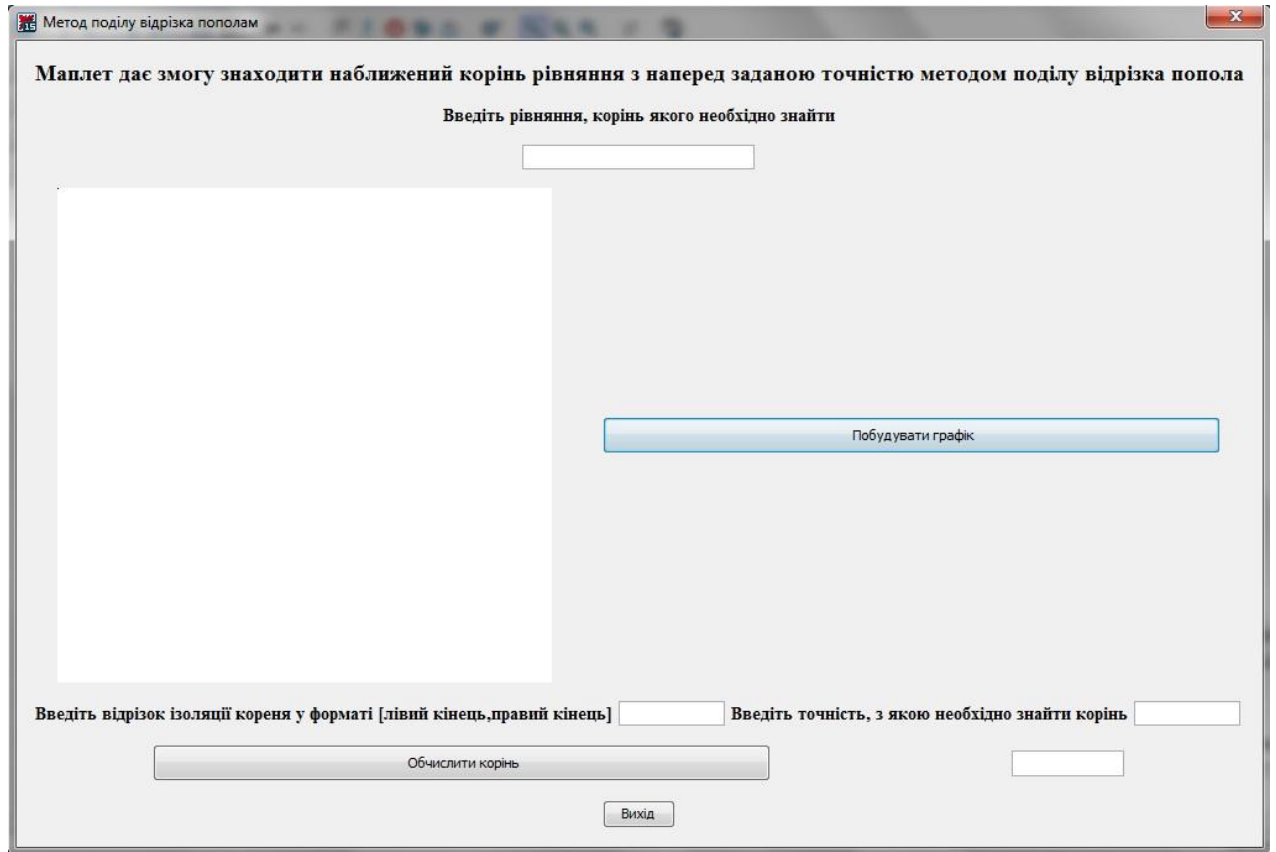 Метод поділу відрізка пополам
Маплет дає змогу знаходити наближений корінь рівняння з наперед заданою точністю методом поділу відрізка попола
Введіть рівняння, корінь якого необхідно знайти
Побудувати графік
Введіть відрізок ізоляції кореня у форматі [лівий кінець,правий кінець] Введіть точність, з якою необхідно знайти корінь
Обчислити корінь
Вихід